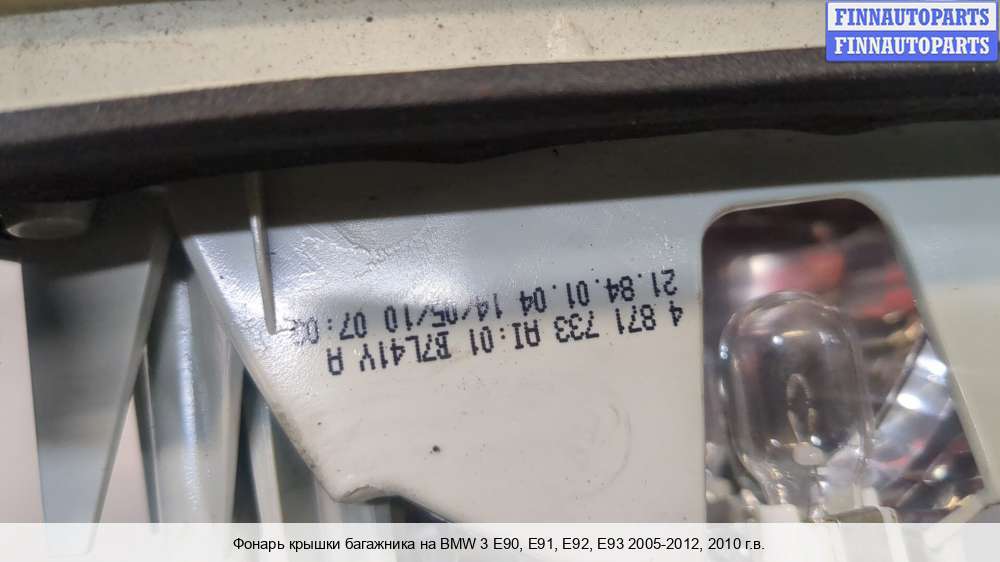 FINNAUTOPARTS
FINNAUTOPARTS
4 871 733 AI:01 B7L41Y A
21.84.01.04 14/05/10 07:0
Фонарь крышки багажника на BMW 3 E90, E91, E92, E93 2005-2012, 2010 г.в.